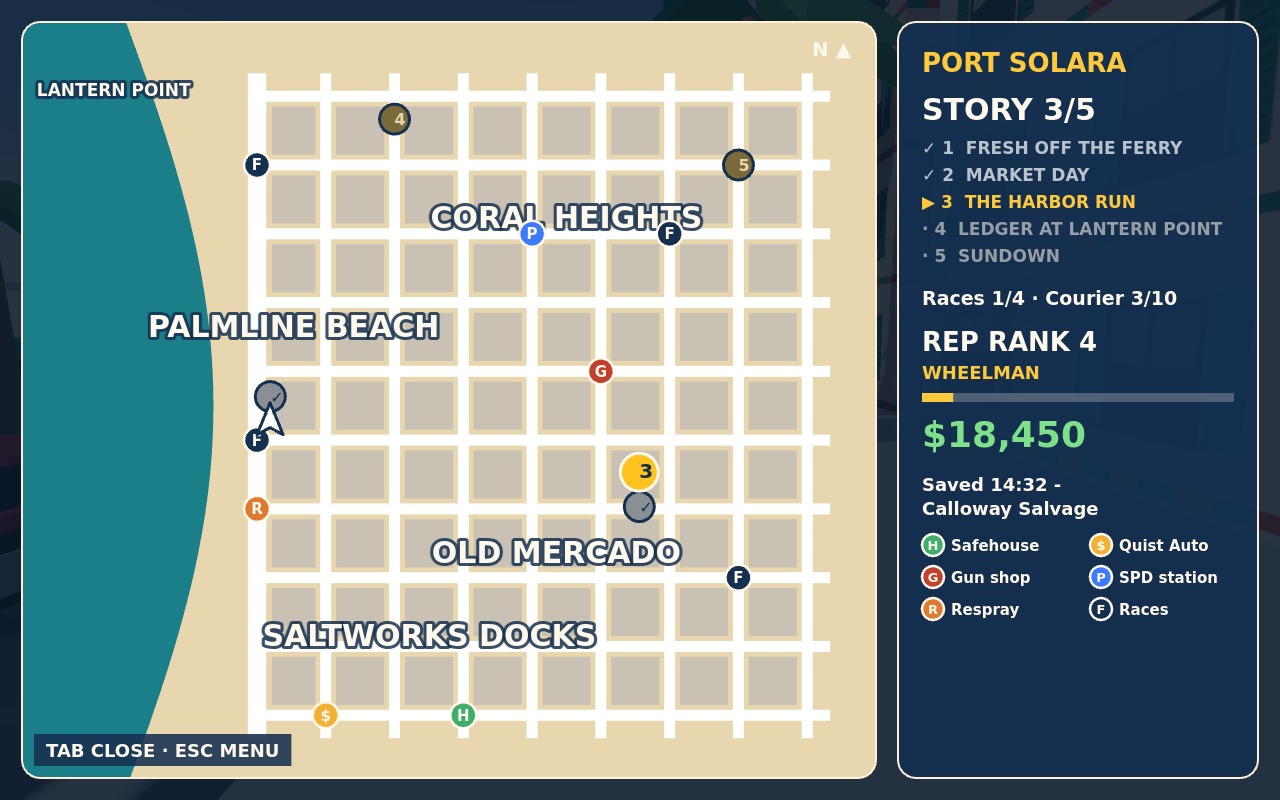 N ▲
LANTERN POINT
4
F
5
CORAL HEIGHTS
P
F
PALMLINE BEACH
G
✓
F
3
R
✓
OLD MERCADO
F
SALTWORKS DOCKS
$
H
TAB CLOSE · ESC MENU
PORT SOLARA
STORY 3/5
✓ 1 FRESH OFF THE FERRY
✓ 2 MARKET DAY
▶ 3 THE HARBOR RUN
· 4 LEDGER AT LANTERN POINT
· 5 SUNDOWN
Races 1/4 · Courier 3/10
REP RANK 4
WHEELMAN
$18,450
Saved 14:32 -
Calloway Salvage
H Safehouse
$ Quist Auto
G Gun shop
P SPD station
R Respray
F Races